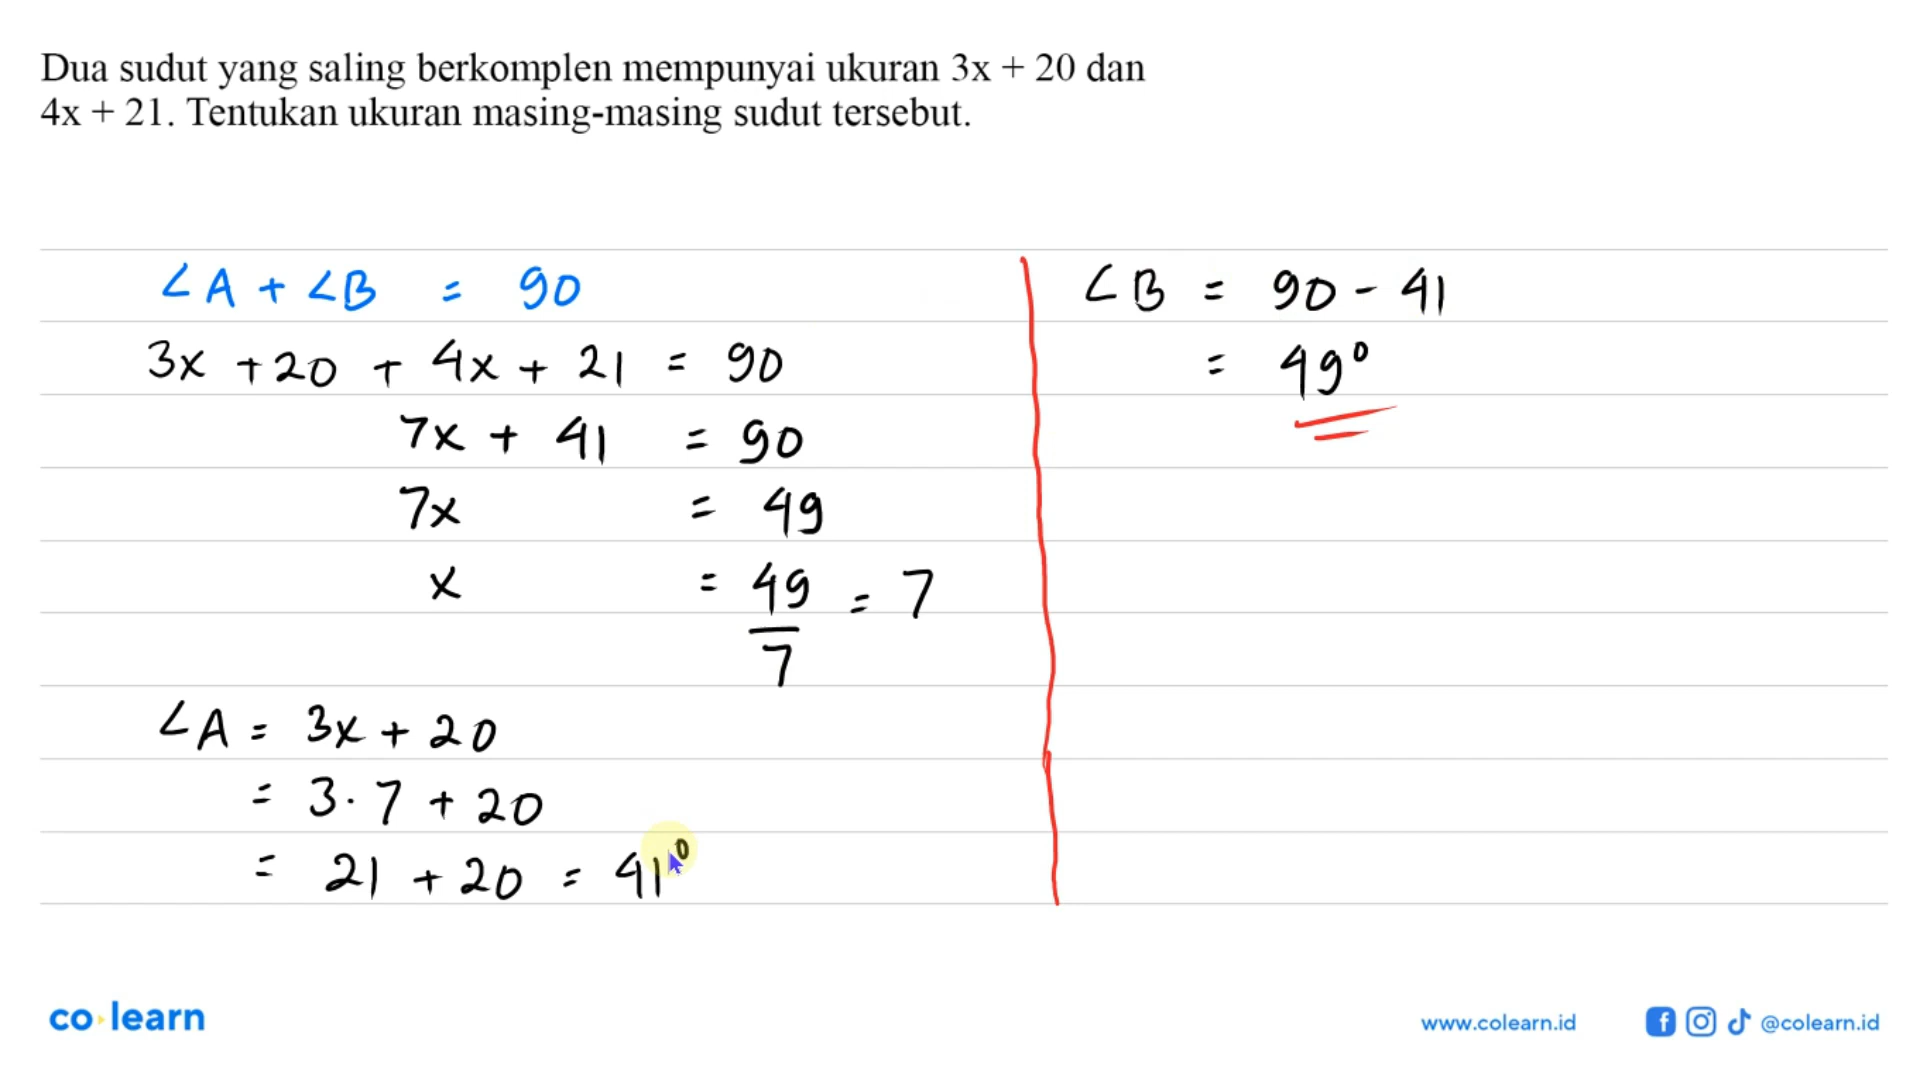 Dua sudut yang saling berkomplen mempunyai ukuran 3x + 20 dan
4x + 21. Tentukan ukuran masing-masing sudut tersebut.
∠A + ∠B = 90
3x + 20 + 4x + 21 = 90
7x + 41 = 90
7x = 49
x = 49/7 = 7
∠A = 3x + 20
= 3 · 7 + 20
= 21 + 20 = 41⁰
∠B = 90 - 41
= 49⁰
co learn
www.colearn.id
@colearn.id